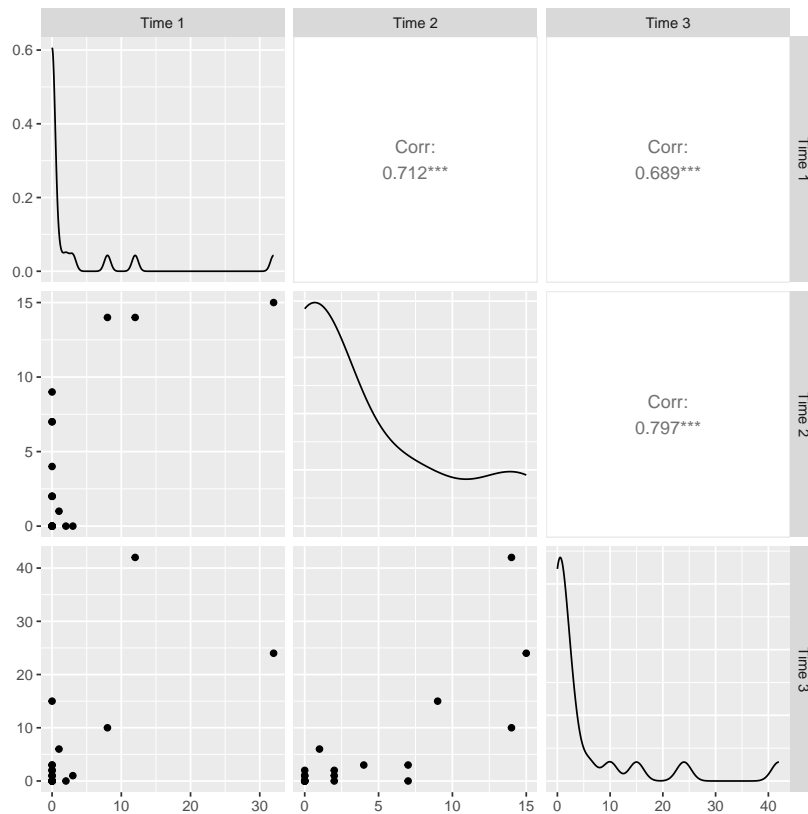 Time 1
Time 2
Time 3
0.6
0.4
0.2
0.0
Corr:
0.712***
Corr:
0.689***
Time 1
15
10
5
0
Corr:
0.797***
Time 2
40
30
20
10
0
Time 3
0 10 20 30
0 5 10 15
0 10 20 30 40